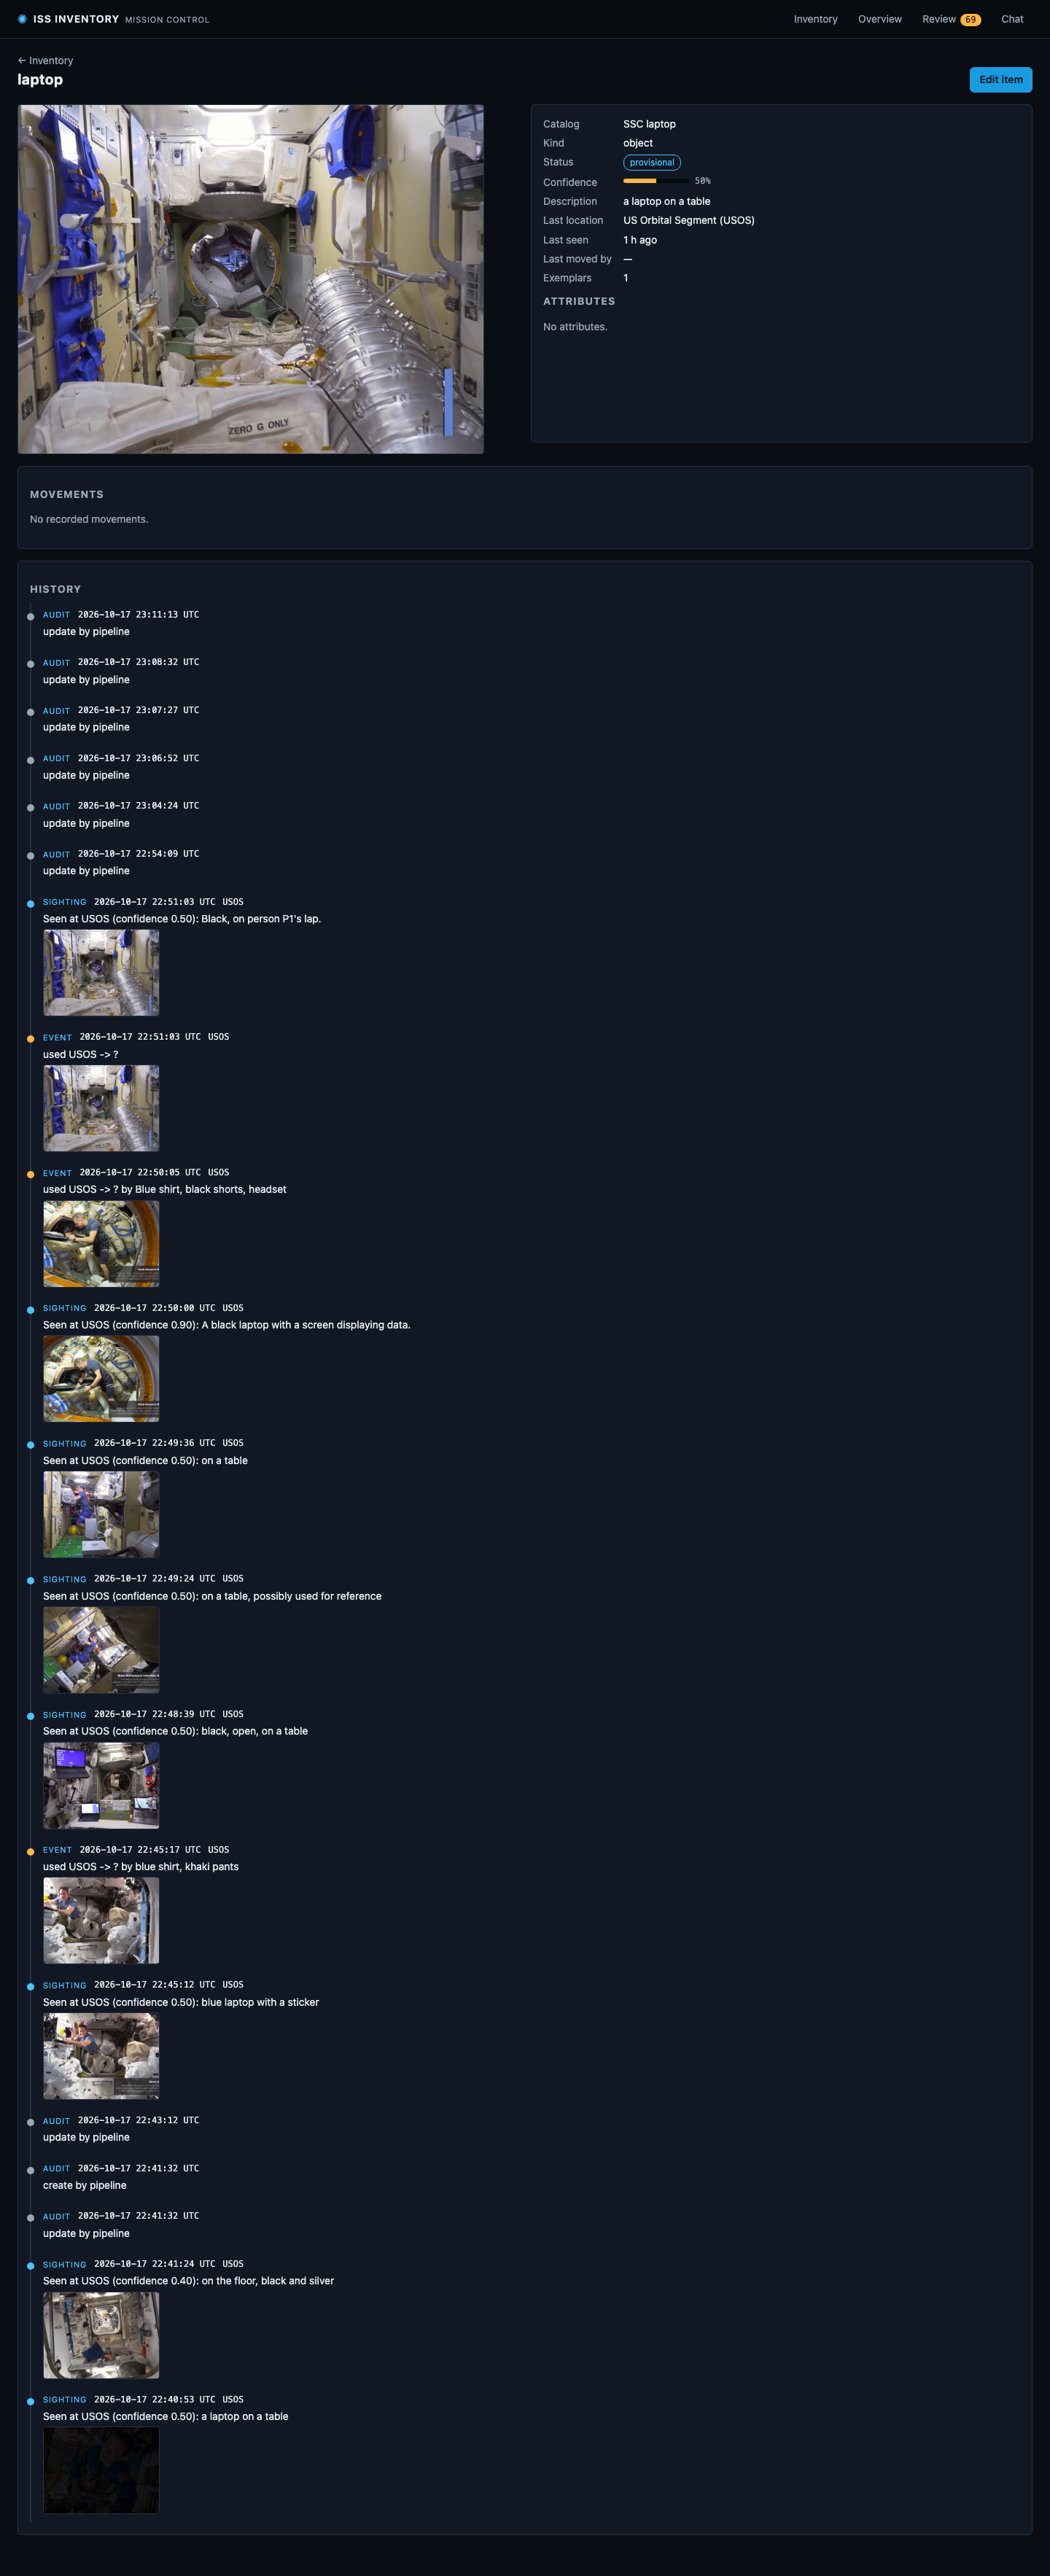 ISS INVENTORY MISSION CONTROL
Inventory Overview Review 69 Chat
← Inventory
laptop
Edit item
ZERO G ONLY
Catalog SSC laptop
Kind object
Status provisional
Confidence 50%
Description a laptop on a table
Last location US Orbital Segment (USOS)
Last seen 1 h ago
Last moved by —
Exemplars 1
ATTRIBUTES
No attributes.
MOVEMENTS
No recorded movements.
HISTORY
AUDIT 2026-10-17 23:11:13 UTC
update by pipeline
AUDIT 2026-10-17 23:08:32 UTC
update by pipeline
AUDIT 2026-10-17 23:07:27 UTC
update by pipeline
AUDIT 2026-10-17 23:06:52 UTC
update by pipeline
AUDIT 2026-10-17 23:04:24 UTC
update by pipeline
AUDIT 2026-10-17 22:54:09 UTC
update by pipeline
SIGHTING 2026-10-17 22:51:03 UTC USOS
Seen at USOS (confidence 0.50): Black, on person P1's lap.
EVENT 2026-10-17 22:51:03 UTC USOS
used USOS -> ?
EVENT 2026-10-17 22:50:05 UTC USOS
used USOS -> ? by Blue shirt, black shorts, headset
SIGHTING 2026-10-17 22:50:00 UTC USOS
Seen at USOS (confidence 0.90): A black laptop with a screen displaying data.
SIGHTING 2026-10-17 22:49:36 UTC USOS
Seen at USOS (confidence 0.50): on a table
SIGHTING 2026-10-17 22:49:24 UTC USOS
Seen at USOS (confidence 0.50): on a table, possibly used for reference
SIGHTING 2026-10-17 22:48:39 UTC USOS
Seen at USOS (confidence 0.50): black, open, on a table
EVENT 2026-10-17 22:45:17 UTC USOS
used USOS -> ? by blue shirt, khaki pants
SIGHTING 2026-10-17 22:45:12 UTC USOS
Seen at USOS (confidence 0.50): blue laptop with a sticker
AUDIT 2026-10-17 22:43:12 UTC
update by pipeline
AUDIT 2026-10-17 22:41:32 UTC
create by pipeline
AUDIT 2026-10-17 22:41:32 UTC
update by pipeline
SIGHTING 2026-10-17 22:41:24 UTC USOS
Seen at USOS (confidence 0.40): on the floor, black and silver
SIGHTING 2026-10-17 22:40:53 UTC USOS
Seen at USOS (confidence 0.50): a laptop on a table